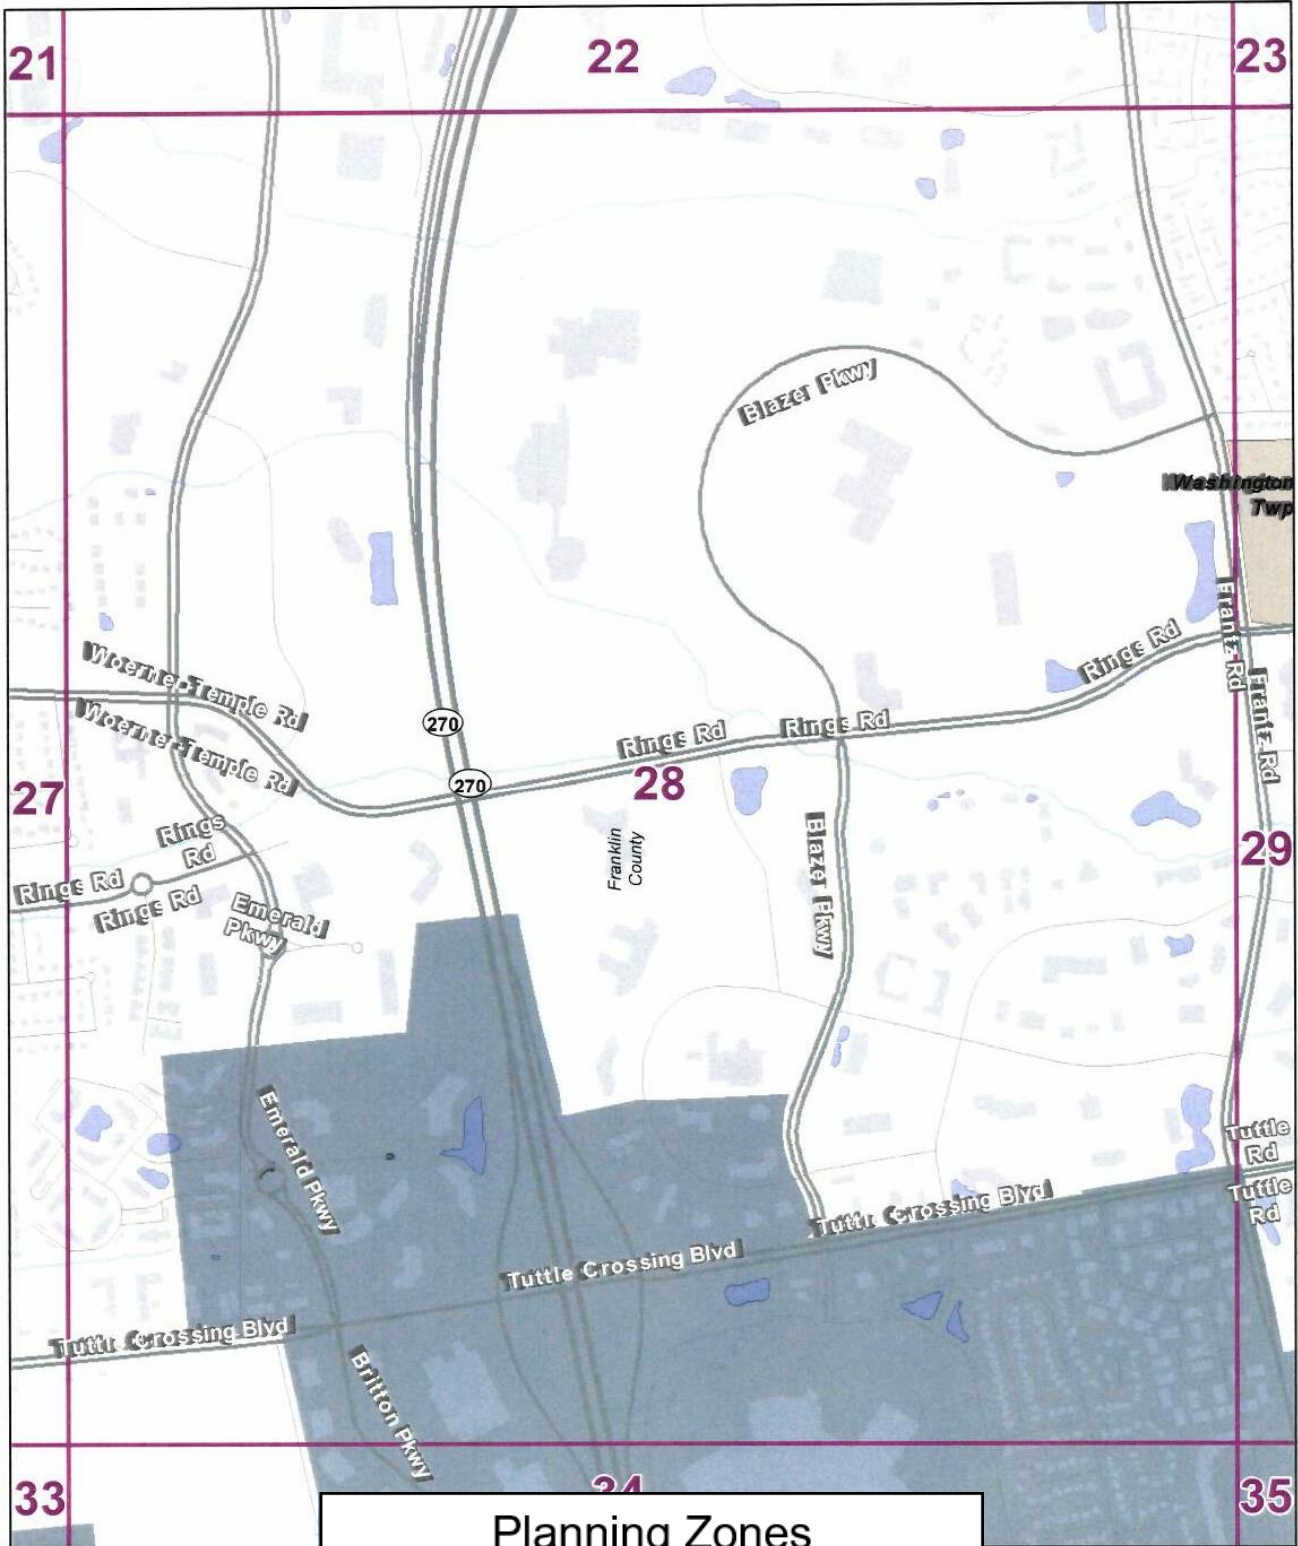 21
22
23
Blazer Pkwy
Washington
Twp
Frantz Rd
Rings Rd
Woerner-Temple Rd
Frantz Rd
270
Rings Rd
Rings Rd
Woerner-Temple Rd
270
28
27
Rings
Rd
Franklin
County
Blazer Pkwy
29
Rings Rd
Rings Rd
Emerald
Pkwy
Emerald Pkwy
Tuttle
Rd
Tuttle
Rd
Tuttle Crossing Blvd
Tuttle Crossing Blvd
Tuttle Crossing Blvd
Britton Pkwy
33
34
35
Planning Zones